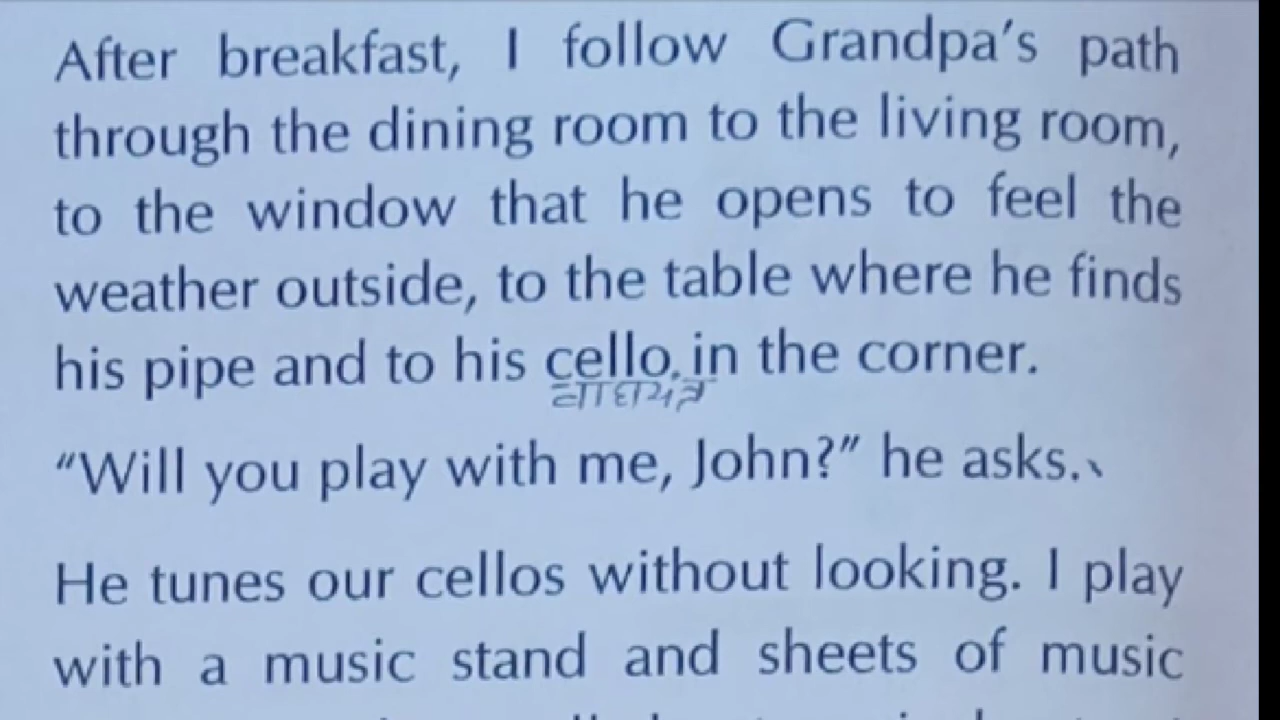 After breakfast, I follow Grandpa's path
through the dining room to the living room,
to the window that he opens to feel the
weather outside, to the table where he finds
his pipe and to his cello in the corner.
"Will you play with me, John?" he asks.
He tunes our cellos without looking. I play
with a music stand and sheets of music